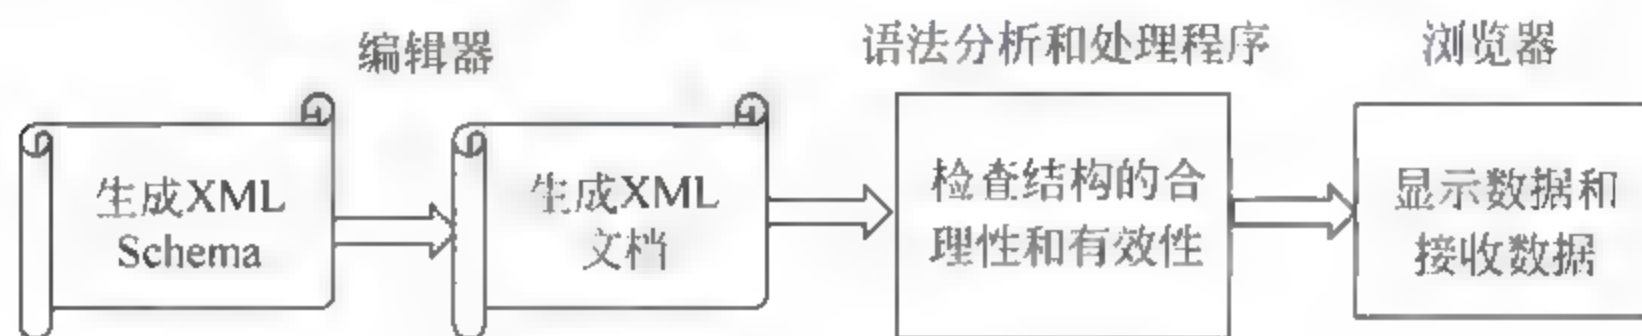 编辑器
语法分析和处理程序
浏览器
生成XML
Schema
生成XML
文档
检查结构的合
理性和有效性
显示数据和
接收数据